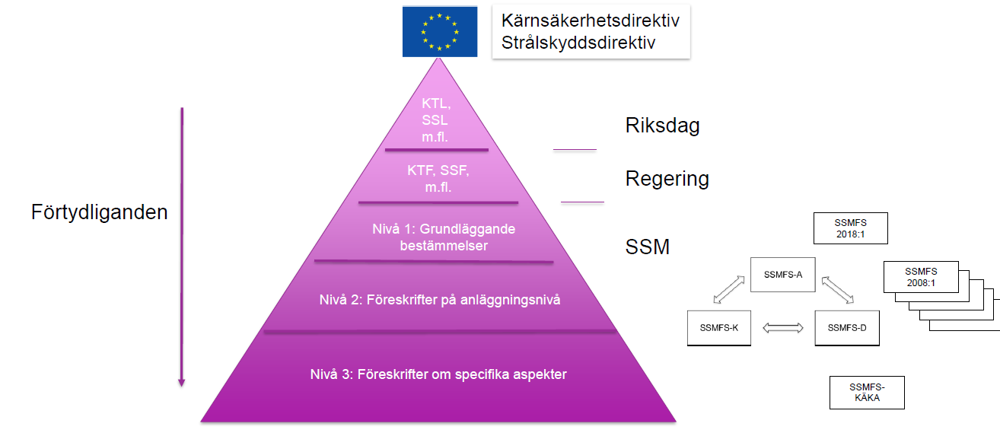 Kärnsäkerhetsdirektiv
Strålskyddsdirektiv
KTL,
SSL
m.fl.
Riksdag
KTF, SSF,
m.fl.
Regering
Förtydliganden
Nivå 1: Grundläggande
bestämmelser
SSM
SSMFS
2018:1
SSMFS-A
SSMFS
2008:1
Nivå 2: Föreskrifter på anläggningsnivå
SSMFS-K
SSMFS-D
Nivå 3: Föreskrifter om specifika aspekter
SSMFS-
KÄKA